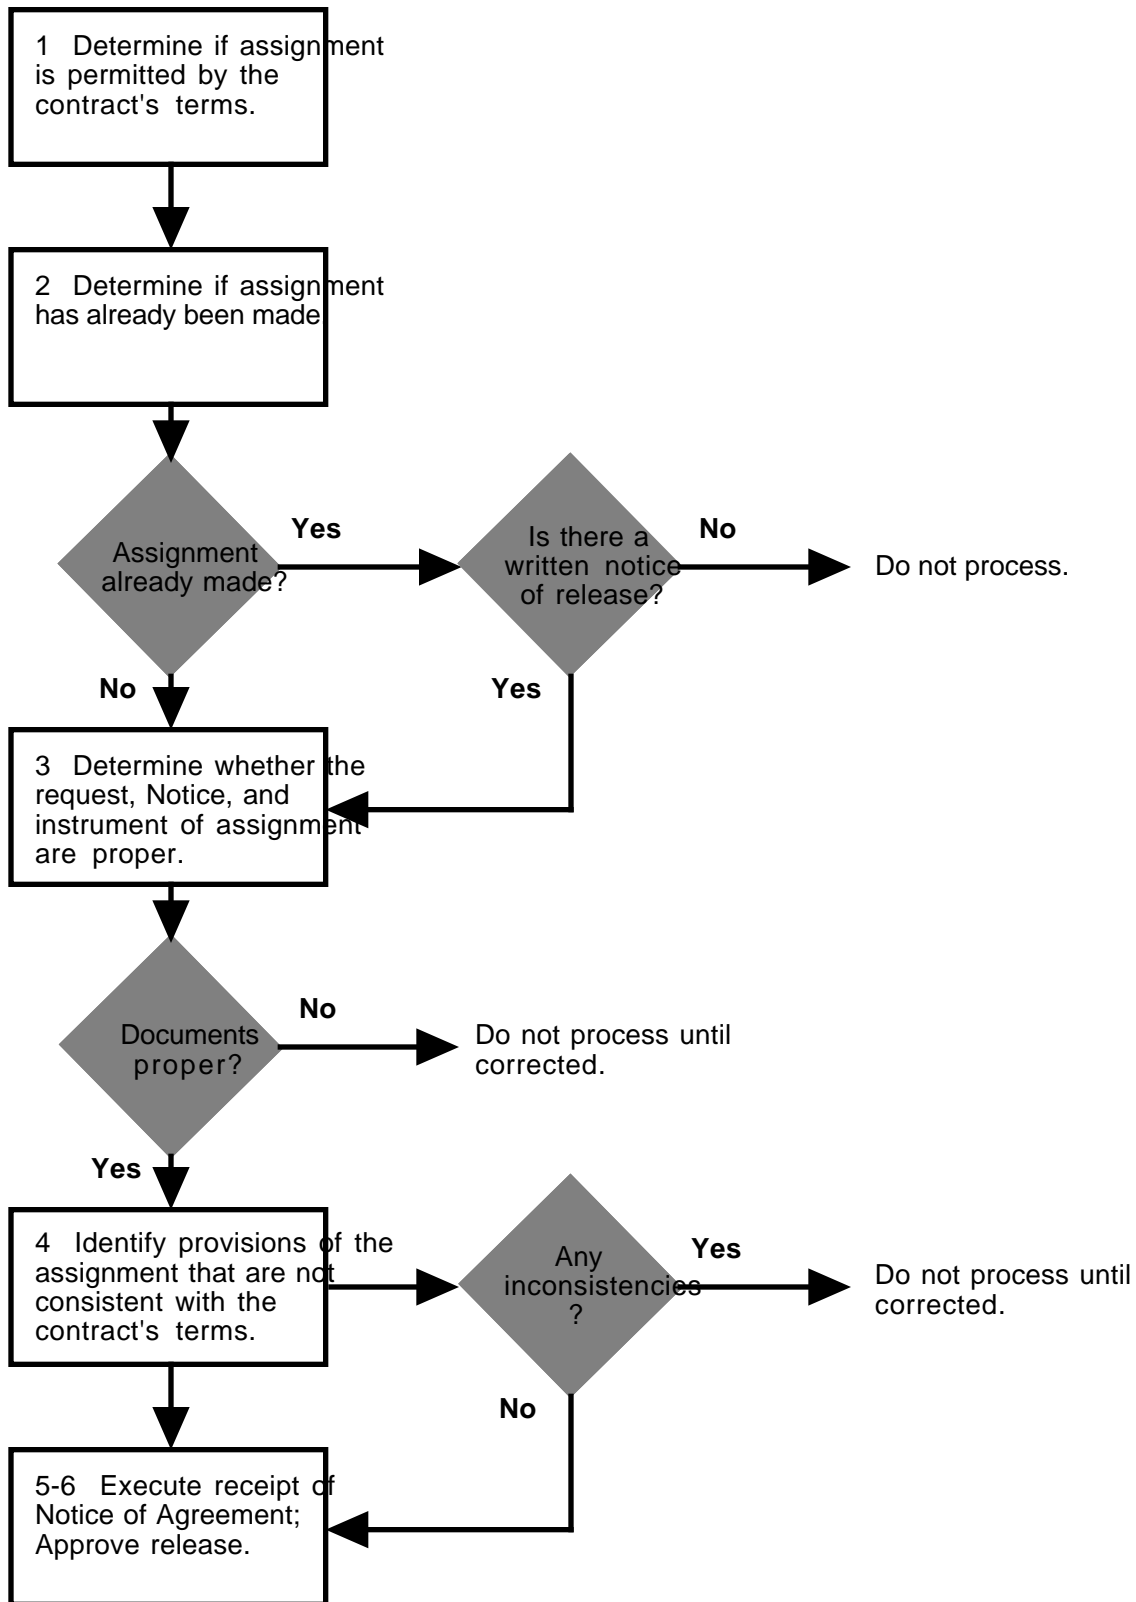 1 Determine if assignment
is permitted by the
contract's terms.
2 Determine if assignment
has already been made.
Assignment
already made?
Yes
Is there a
written notice
of release?
No
Do not process.
No
Yes
3 Determine whether the
request, Notice, and
instrument of assignment
are proper.
Documents
proper?
No
Do not process until
corrected.
Yes
4 Identify provisions of the
assignment that are not
consistent with the
contract's terms.
Any
inconsistencies
?
Yes
Do not process until
corrected.
No
5-6 Execute receipt of
Notice of Agreement;
Approve release.